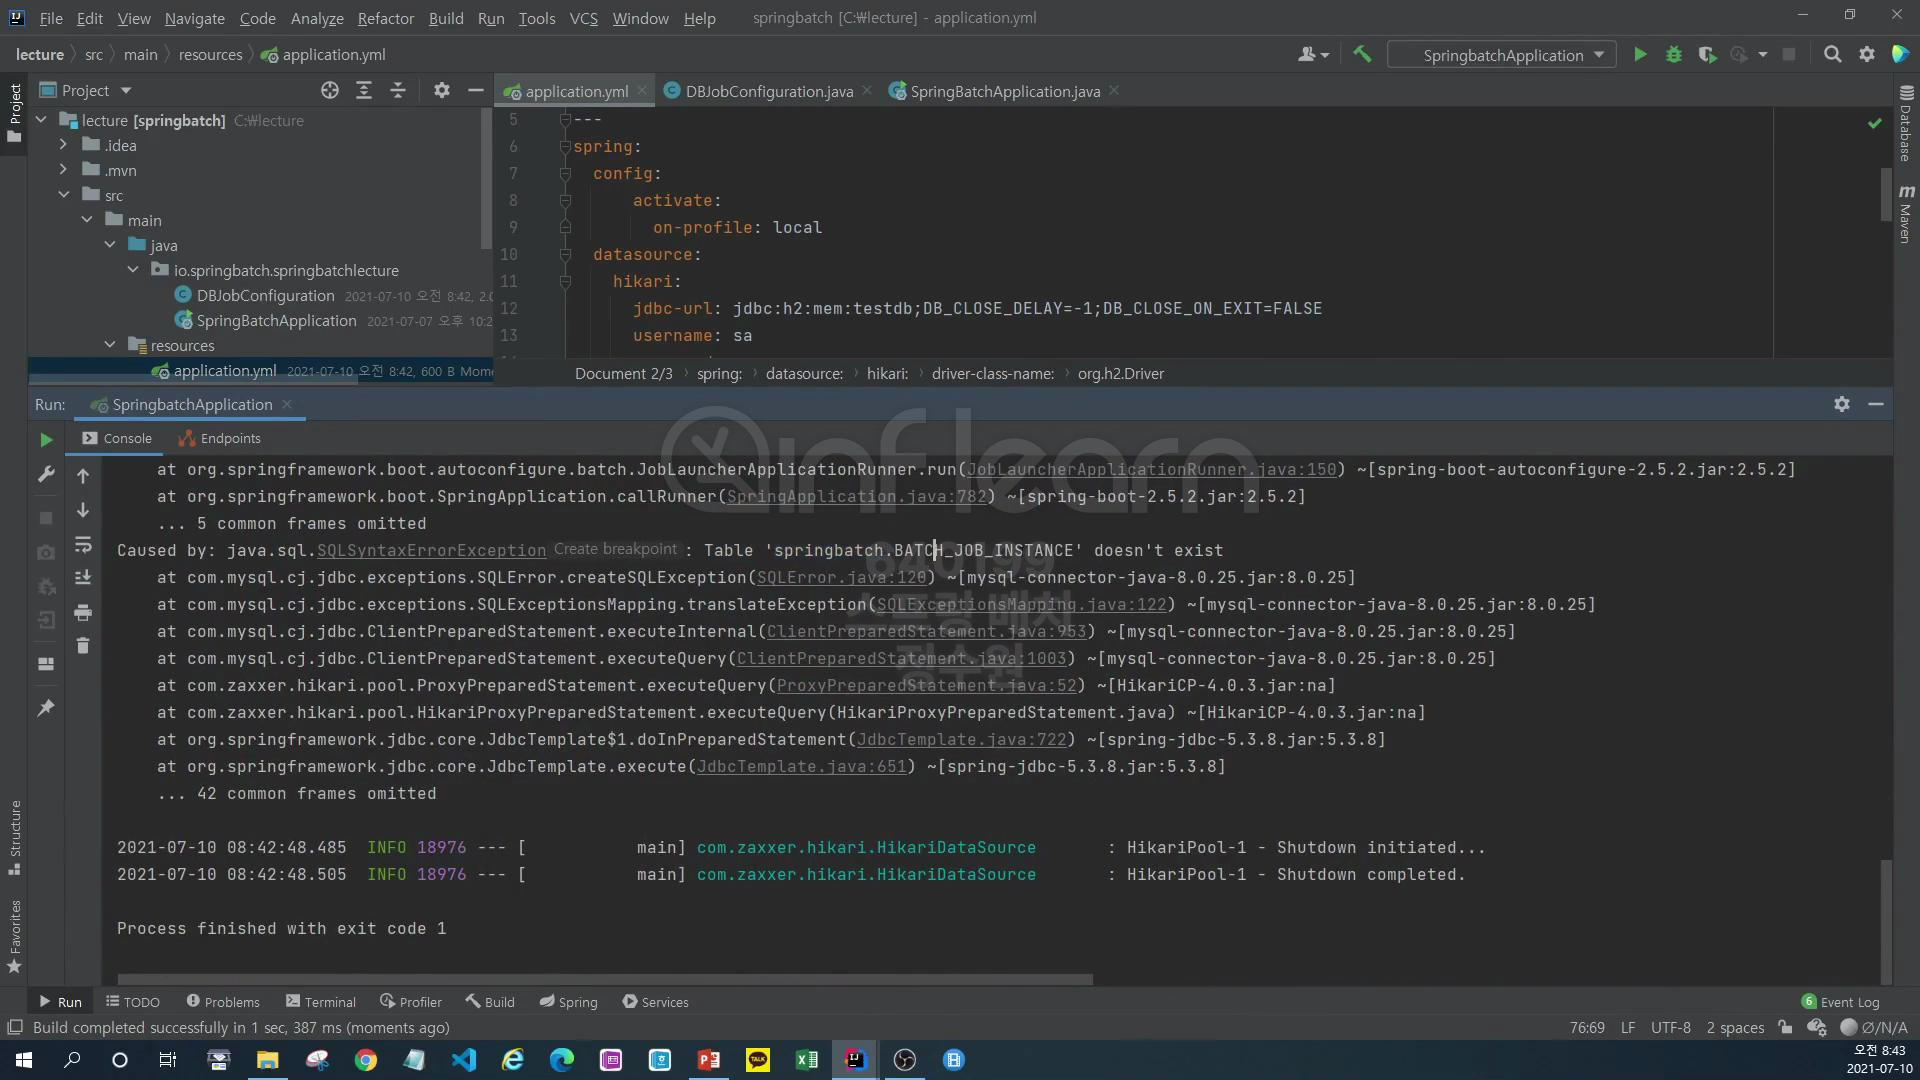 File Edit View Navigate Code Analyze Refactor Build Run Tools VCS Window Help springbatch [C:₩lecture] - application.yml
lecture src main resources application.yml
SpringbatchApplication
Project
Project
application.yml DBJobConfiguration.java SpringBatchApplication.java
lecture [springbatch] C:₩lecture
.idea
.mvn
src
main
java
io.springbatch.springbatchlecture
DBJobConfiguration 2021-07-10 오전 8:42, 2.0
SpringBatchApplication 2021-07-07 오후 10:2
resources
application.yml 2021-07-10 오전 8:42, 600 B Mome
5 ---
6 spring:
7 config:
8 activate:
9 on-profile: local
10 datasource:
11 hikari:
12 jdbc-url: jdbc:h2:mem:testdb;DB_CLOSE_DELAY=-1;DB_CLOSE_ON_EXIT=FALSE
13 username: sa
Document 2/3 spring: datasource: hikari: driver-class-name: org.h2.Driver
Database
Maven
Run: SpringbatchApplication
Console Endpoints
inflearn
at org.springframework.boot.autoconfigure.batch.JobLauncherApplicationRunner.run(JobLauncherApplicationRunner.java:150) ~[spring-boot-autoconfigure-2.5.2.jar:2.5.2]
at org.springframework.boot.SpringApplication.callRunner(SpringApplication.java:782) ~[spring-boot-2.5.2.jar:2.5.2]
... 5 common frames omitted
Caused by: java.sql.SQLSyntaxErrorException Create breakpoint : Table 'springbatch.BATCH_JOB_INSTANCE' doesn't exist
640199
at com.mysql.cj.jdbc.exceptions.SQLError.createSQLException(SQLError.java:120) ~[mysql-connector-java-8.0.25.jar:8.0.25]
at com.mysql.cj.jdbc.exceptions.SQLExceptionsMapping.translateException(SQLExceptionsMapping.java:122) ~[mysql-connector-java-8.0.25.jar:8.0.25]
스프링 배치
at com.mysql.cj.jdbc.ClientPreparedStatement.executeInternal(ClientPreparedStatement.java:953) ~[mysql-connector-java-8.0.25.jar:8.0.25]
at com.mysql.cj.jdbc.ClientPreparedStatement.executeQuery(ClientPreparedStatement.java:1003) ~[mysql-connector-java-8.0.25.jar:8.0.25]
정수원
at com.zaxxer.hikari.pool.ProxyPreparedStatement.executeQuery(ProxyPreparedStatement.java:52) ~[HikariCP-4.0.3.jar:na]
at com.zaxxer.hikari.pool.HikariProxyPreparedStatement.executeQuery(HikariProxyPreparedStatement.java) ~[HikariCP-4.0.3.jar:na]
at org.springframework.jdbc.core.JdbcTemplate$1.doInPreparedStatement(JdbcTemplate.java:722) ~[spring-jdbc-5.3.8.jar:5.3.8]
at org.springframework.jdbc.core.JdbcTemplate.execute(JdbcTemplate.java:651) ~[spring-jdbc-5.3.8.jar:5.3.8]
... 42 common frames omitted
2021-07-10 08:42:48.485 INFO 18976 --- [ main] com.zaxxer.hikari.HikariDataSource : HikariPool-1 - Shutdown initiated...
2021-07-10 08:42:48.505 INFO 18976 --- [ main] com.zaxxer.hikari.HikariDataSource : HikariPool-1 - Shutdown completed.
Process finished with exit code 1
Structure
Favorites
Run TODO Problems Terminal Profiler Build Spring Services 6 Event Log
Build completed successfully in 1 sec, 387 ms (moments ago) 76:69 LF UTF-8 2 spaces Ø/N/A
TALK
오전 8:43
2021-07-10